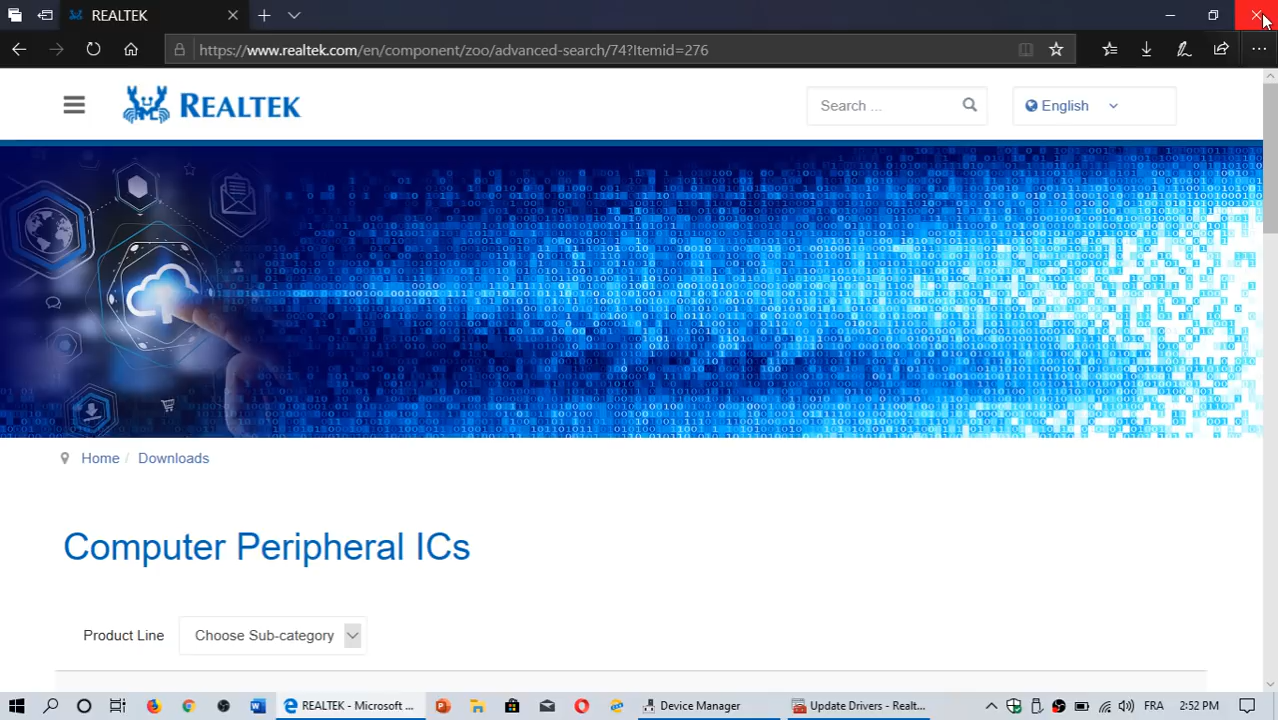 REALTEK
https://www.realtek.com/en/component/zoo/advanced-search/74?Itemid=276
REALTEK
Search ...
English
Home / Downloads
Computer Peripheral ICs
Product Line
Choose Sub-category
REALTEK - Microsoft ...
Device Manager
Update Drivers - Realt...
FRA
2:52 PM